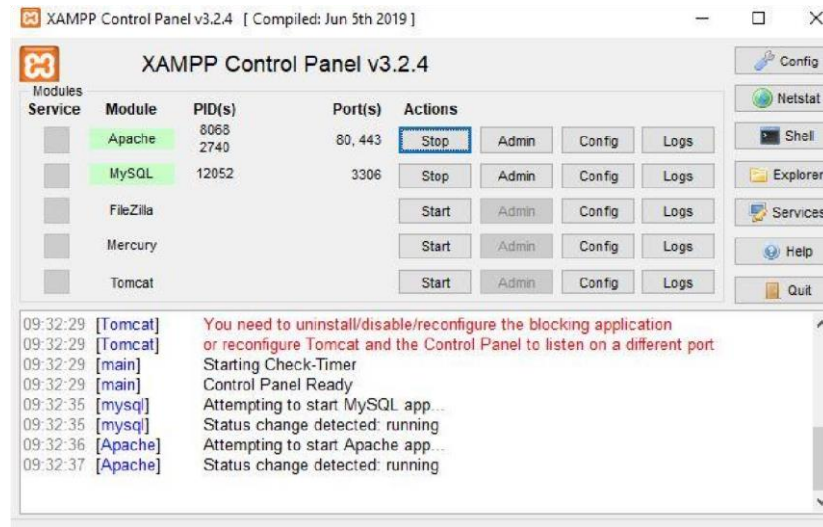 XAMPP Control Panel v3.2.4 [ Compiled: Jun 5th 2019 ]
XAMPP Control Panel v3.2.4
Config
Modules
Netstat
Service Module PID(s) Port(s) Actions
Apache 8068 2740 80, 443 Stop Admin Config Logs
Shell
MySQL 12052 3306 Stop Admin Config Logs
Explorer
FileZilla Start Admin Config Logs
Services
Mercury Start Admin Config Logs
Help
Tomcat Start Admin Config Logs
Quit
09:32:29 [Tomcat] You need to uninstall/disable/reconfigure the blocking application
09:32:29 [Tomcat] or reconfigure Tomcat and the Control Panel to listen on a different port
09:32:29 [main] Starting Check-Timer
09:32:29 [main] Control Panel Ready
09:32:35 [mysql] Attempting to start MySQL app...
09:32:35 [mysql] Status change detected: running
09:32:36 [Apache] Attempting to start Apache app...
09:32:37 [Apache] Status change detected: running